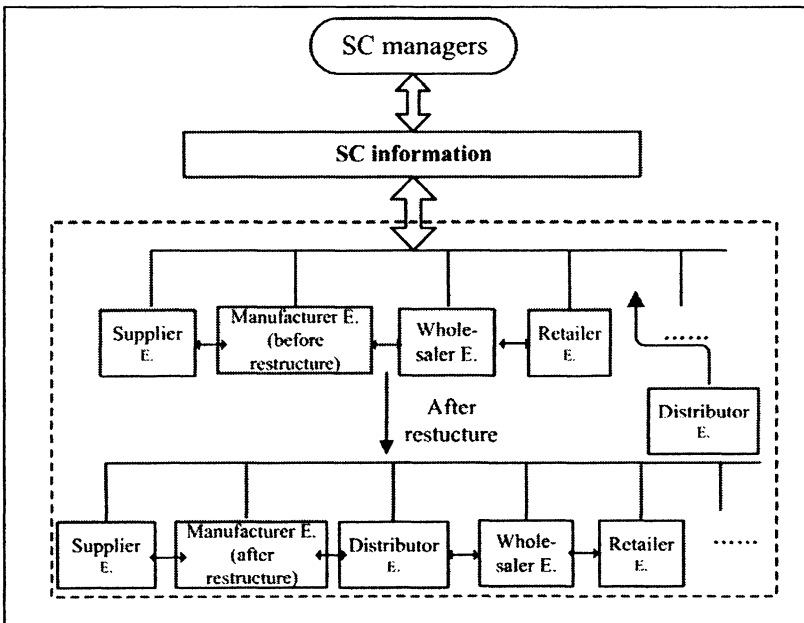 SC managers
SC information
Supplier
E.
Manufacturer E.
(before
restructure)
Whole-
saler E.
Retailer
E.
......
Distributor
E.
After
restucture
Supplier
E.
Manufacturer E.
(after
restructure)
Distributor
E.
Whole-
saler E.
Retailer
E.
......